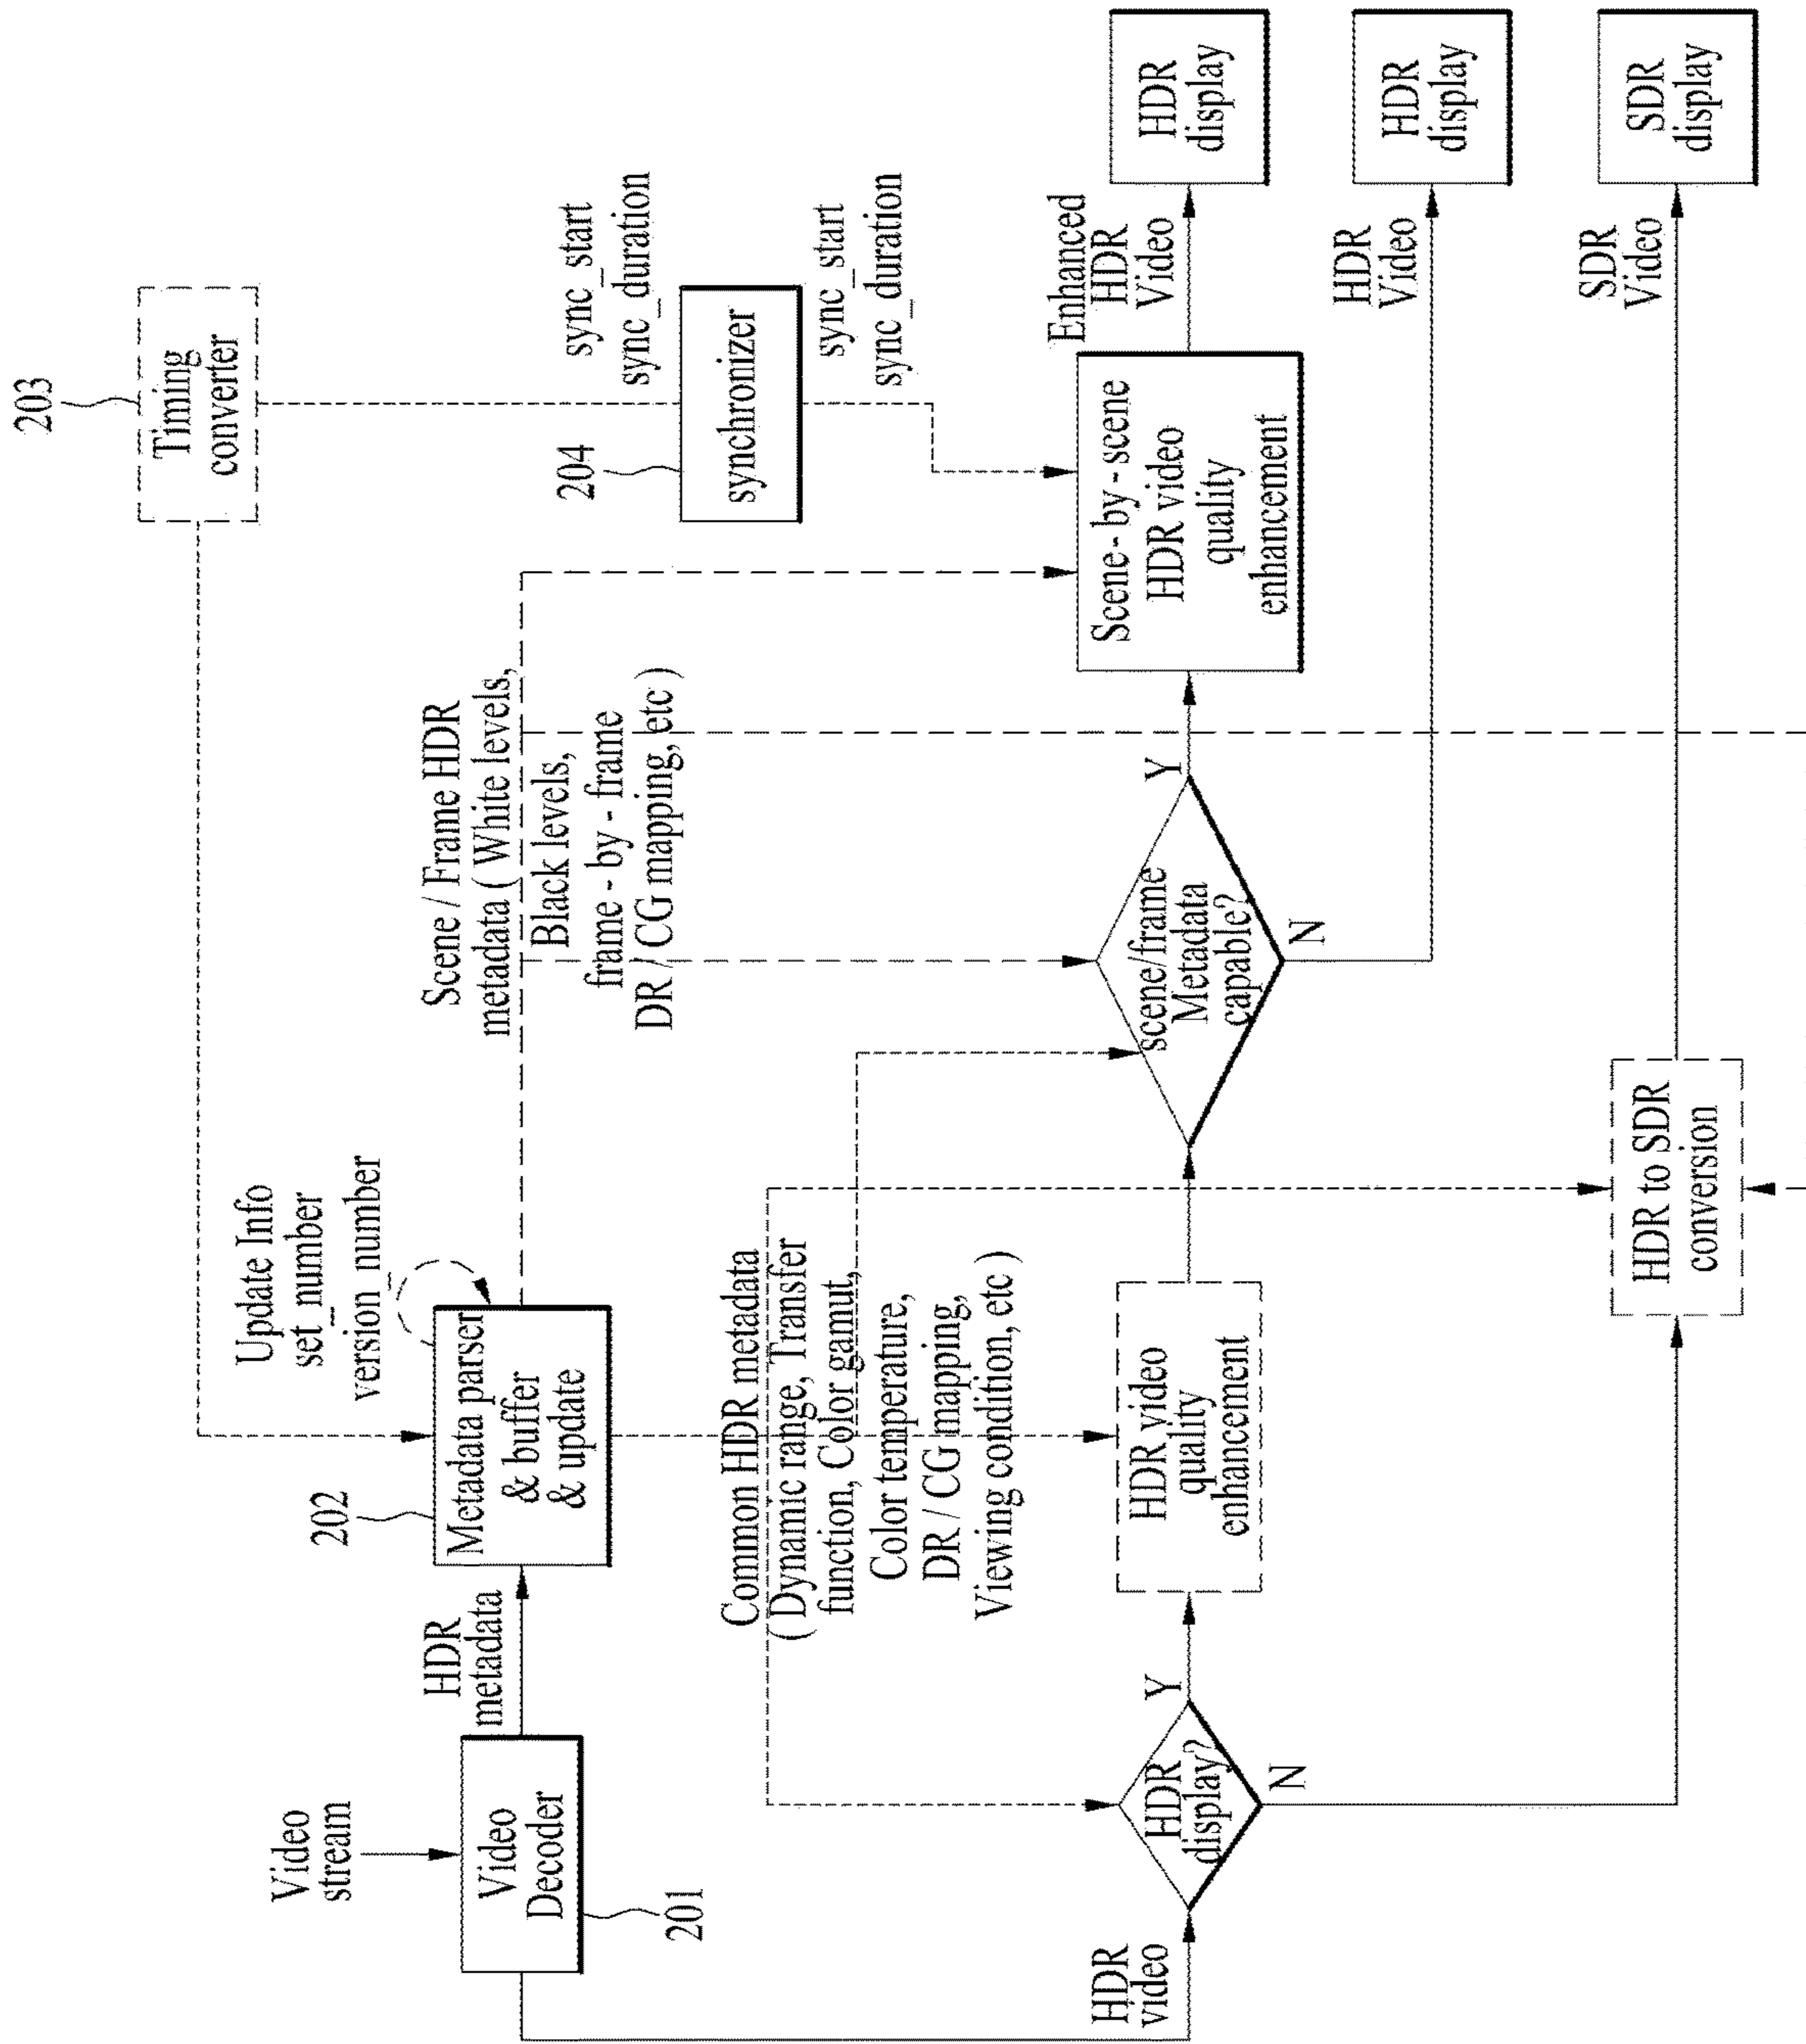 Video
stream
Video
Decoder
201
HDR
metadata
Metadata parser
& buffer
& update
202
Update Info
set_number
version_number
Timing
converter
203
Scene / Frame HDR
metadata ( White levels,
Black levels,
frame - by - frame
DR / CG mapping, etc )
synchronizer
204
sync_start
sync_duration
sync_start
sync_duration
Common HDR metadata
( Dynamic range, Transfer
function, Color gamut,
Color temperature,
DR / CG mapping,
Viewing condition, etc )
HDR
video
HDR
display?
Y
N
HDR video
quality
enhancement
scene/frame
Metadata
capable?
Y
N
Scene - by - scene
HDR video
quality
enhancement
Enhanced
HDR
Video
HDR
display
HDR
Video
HDR
display
HDR to SDR
conversion
SDR
Video
SDR
display